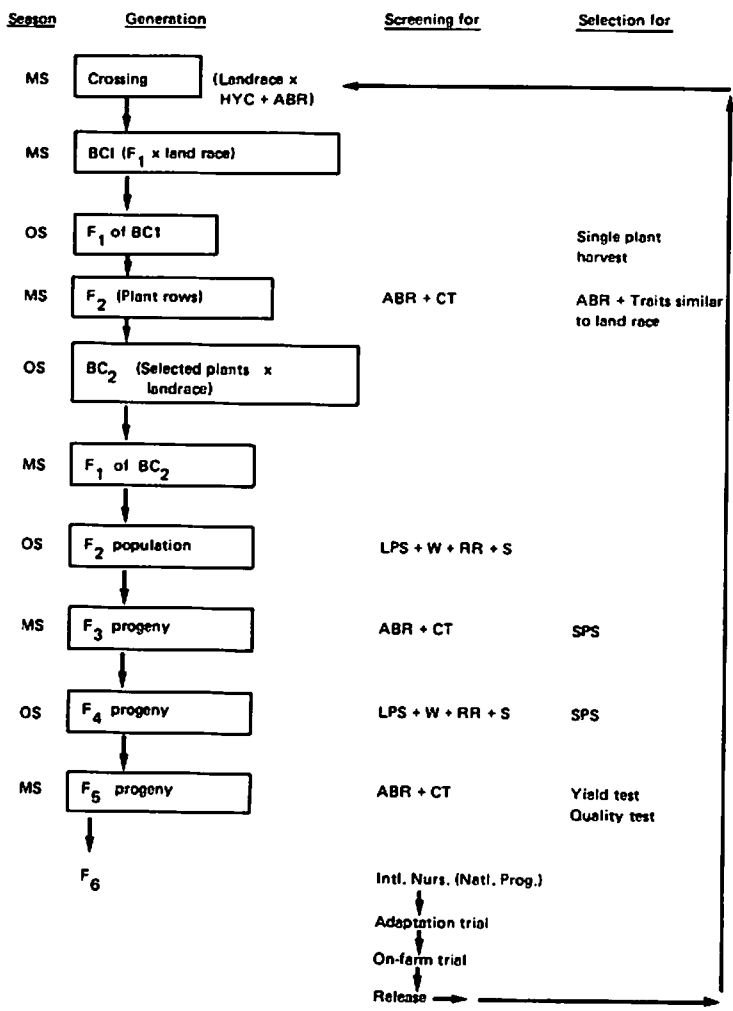 Season Generation Screening for Selection for
MS Crossing (Landrace x
HYC + ABR)
MS BCI (F1 x land race)
OS F1 of BC1 Single plant
harvest
MS F2 (Plant rows) ABR + CT ABR + Traits similar
to land race
OS BC2 (Selected plants x
landrace)
MS F1 of BC2
OS F2 population LPS + W + RR + S
MS F3 progeny ABR + CT SPS
OS F4 progeny LPS + W + RR + S SPS
MS F5 progeny ABR + CT Yield test
Quality test
F6 Intl. Nurs. (Natl. Prog.)
Adaptation trial
On-farm trial
Release